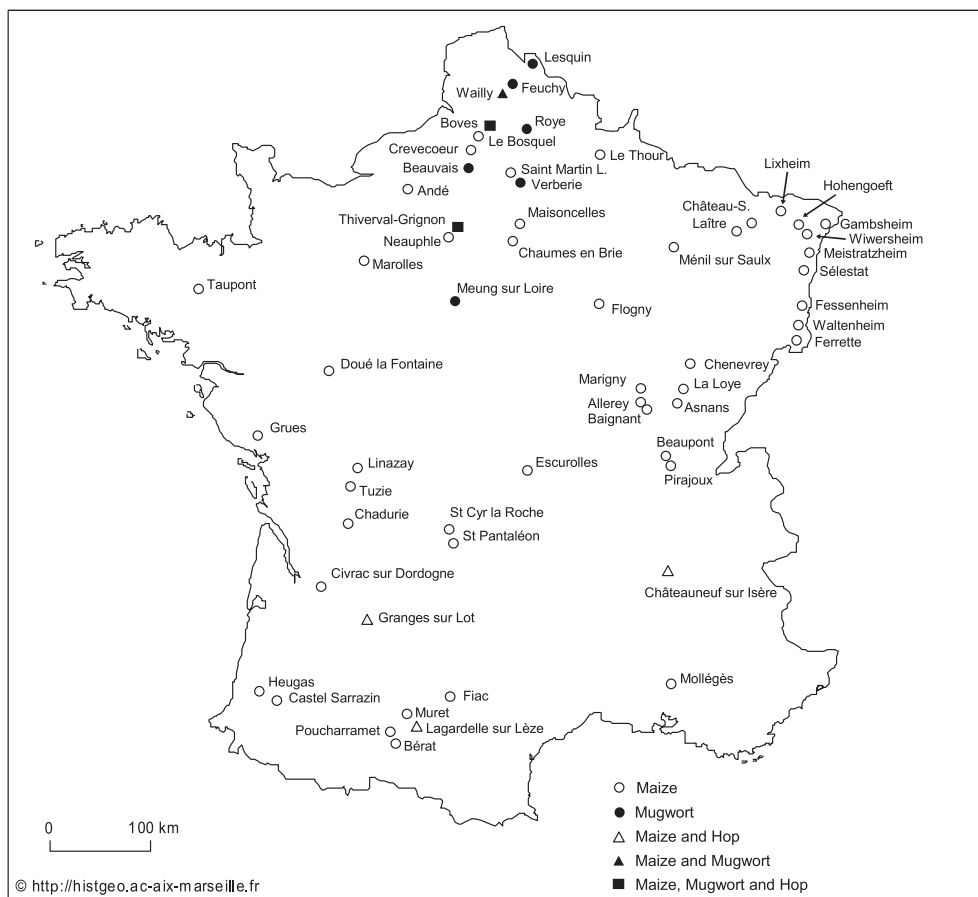 Lesquin
Feuchy
Wailly
Boves
Roye
Le Bosquel
Crevecoeur
Le Thour
Beauvais
Saint Martin L.
Verberie
Andé
Lixheim
Hohengoeft
Château-S.
Gambsheim
Laître
Wiwersheim
Thiverval-Grignon
Maisoncelles
Neauphle
Chaumes en Brie
Ménil sur Saulx
Meistratzheim
Marolles
Sélestat
Taupont
Meung sur Loire
Flogny
Fessenheim
Waltenheim
Ferrette
Doué la Fontaine
Chenevrey
Marigny
La Loye
Allerey
Asnans
Baignant
Grues
Beaupont
Linazay
Escurolles
Pirajoux
Tuzie
St Cyr la Roche
Chadurie
St Pantaléon
Civrac sur Dordogne
Châteauneuf sur Isère
Granges sur Lot
Heugas
Mollégès
Castel Sarrazin
Fiac
Muret
Poucharramet
Lagardelle sur Lèze
Bérat
Maize
Mugwort
Maize and Hop
Maize and Mugwort
Maize, Mugwort and Hop
0 100 km
© http://histgeo.ac-aix-marseille.fr